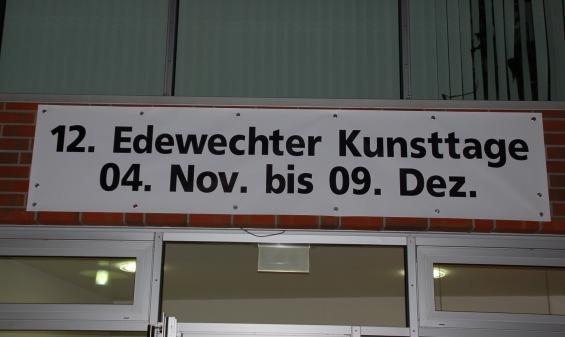 12. Edewechter Kunsttage
04. Nov. bis 09. Dez.